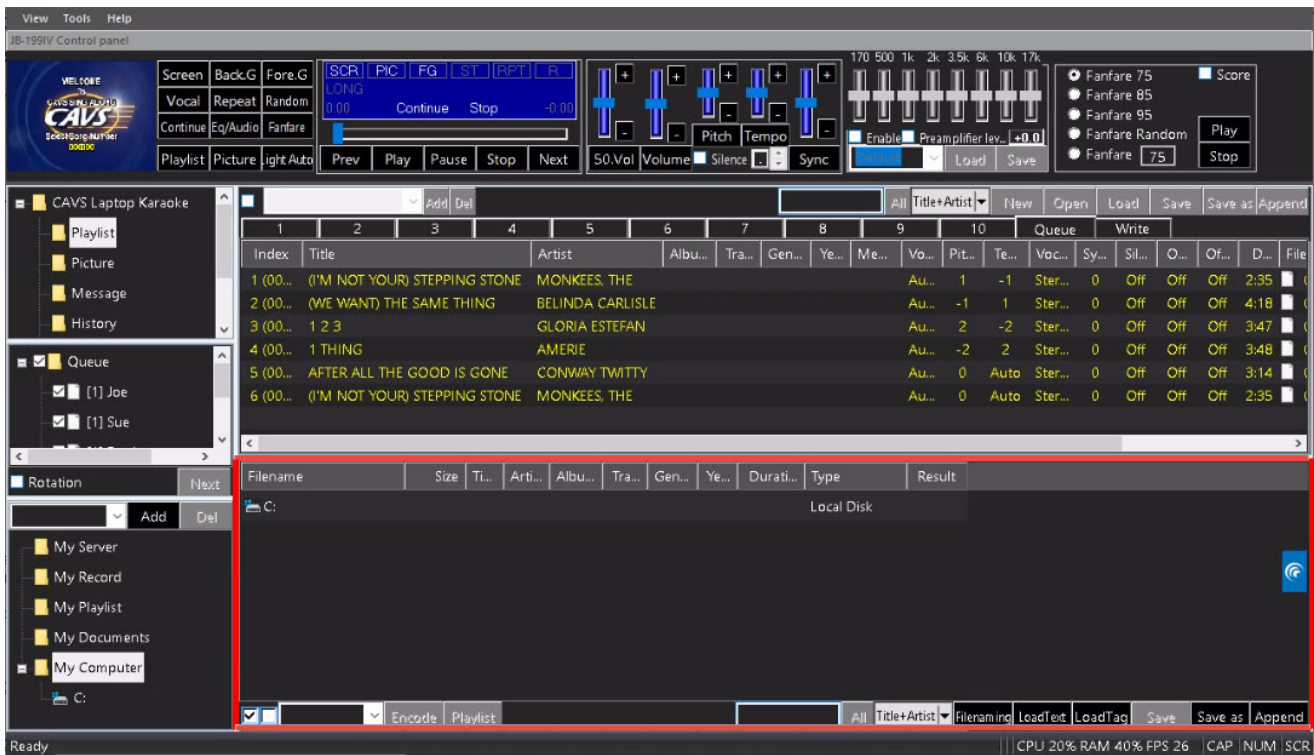 View Tools Help
JB-199IV Control panel
WELCOME
TO
CAVS SING ALONG
CAVS
Select Song Number
000000
Screen Back.G Fore.G
Vocal Repeat Random
Continue Eq/Audio Fanfare
Playlist Picture Light Auto
SCR PIC FG ST RPT R
LONG
0:00 Continue Stop -0:00
Prev Play Pause Stop Next
+ + + + +
- - - - -
Pitch Tempo
50.Vol Volume Silence - Sync
170 500 1k 2k 3.5k 6k 10k 17k
Enable Preamplifier lev.. +0.0
Default Load Save
Fanfare 75 Score
Fanfare 85
Fanfare 95
Fanfare Random Play
Fanfare 75 Stop
CAVS Laptop Karaoke
Playlist
Picture
Message
History
Queue
[1] Joe
[1] Sue
Rotation Next
Add Del
My Server
My Record
My Playlist
My Documents
My Computer
C:
Add Del All Title+Artist New Open Load Save Save as Append
1 2 3 4 5 6 7 8 9 10 Queue Write
Index Title Artist Albu... Tra... Gen... Ye... Me... Vo... Pit... Te... Voc... Sy... Sil... O... Of... D... File
1 (00... (I'M NOT YOUR) STEPPING STONE MONKEES, THE Au... 1 -1 Ster... 0 Off Off Off 2:35
2 (00... (WE WANT) THE SAME THING BELINDA CARLISLE Au... -1 1 Ster... 0 Off Off Off 4:18
3 (00... 1 2 3 GLORIA ESTEFAN Au... 2 -2 Ster... 0 Off Off Off 3:47
4 (00... 1 THING AMERIE Au... -2 2 Ster... 0 Off Off Off 3:48
5 (00... AFTER ALL THE GOOD IS GONE CONWAY TWITTY Au... 0 Auto Ster... 0 Off Off Off 3:14
6 (00... (I'M NOT YOUR) STEPPING STONE MONKEES, THE Au... 0 Auto Ster... 0 Off Off Off 2:35
Filename Size Ti... Arti... Albu... Tra... Gen... Ye... Durati... Type Result
C: Local Disk
Encode Playlist All Title+Artist Filenaming LoadText LoadTag Save Save as Append
Ready CPU 20% RAM 40% FPS 26 CAP NUM SCR